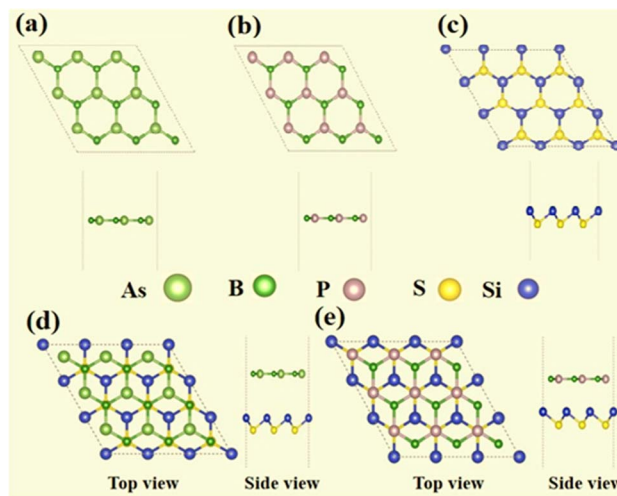 (a)
(b)
(c)
As B P S Si
(d)
(e)
Top view Side view Top view Side view